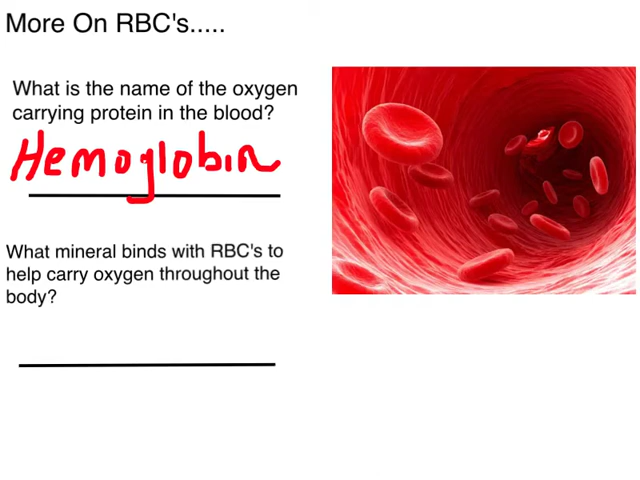 More On RBC's.....
What is the name of the oxygen
carrying protein in the blood?
Hemoglobin
What mineral binds with RBC's to
help carry oxygen throughout the
body?